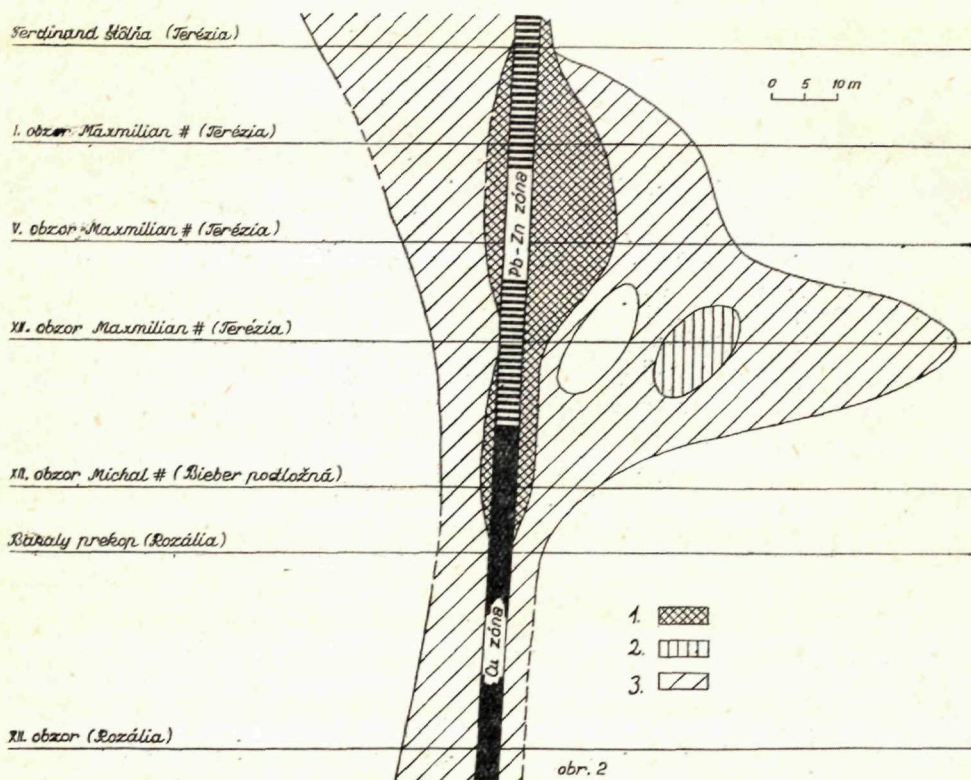 Ferdinand štôlňa (Terézia)
0 5 10 m
I. obzor Maxmilian # (Terézia)
Pb-Zn zóna
V. obzor Maxmilian # (Terézia)
XII. obzor Maxmilian # (Terézia)
XII. obzor Michal # (Bieber podložná)
prekop (Rozália)
1.
Cu zóna
2.
3.
XII. obzor (Rozália)
obr. 2